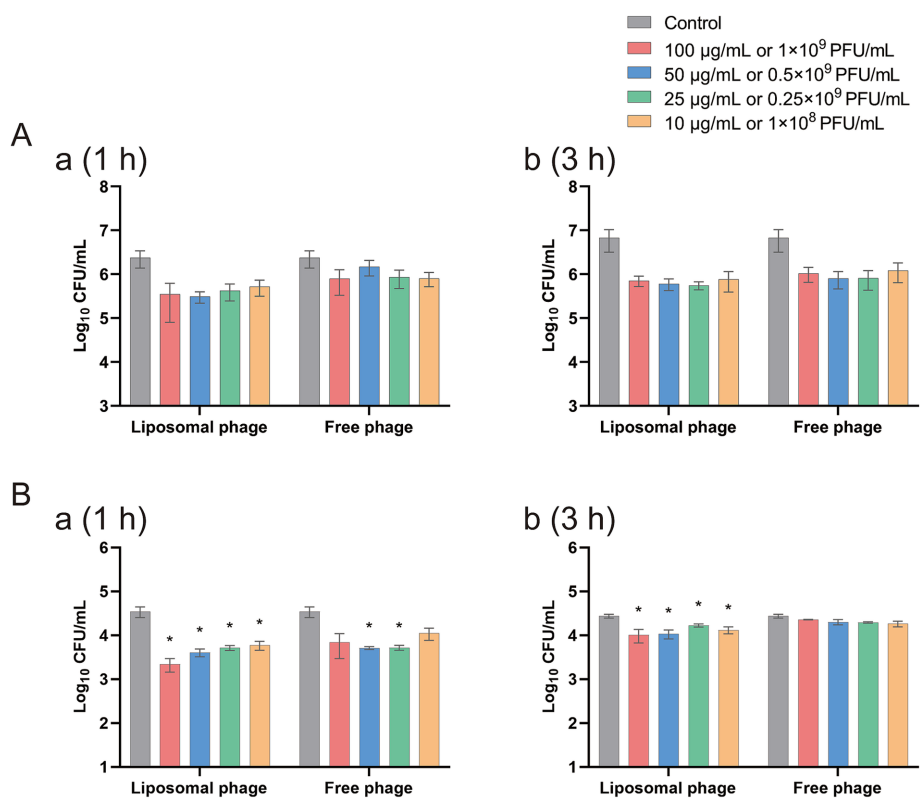 Control
100 µg/mL or 1×10⁹ PFU/mL
50 µg/mL or 0.5×10⁹ PFU/mL
25 µg/mL or 0.25×10⁹ PFU/mL
10 µg/mL or 1×10⁸ PFU/mL
A
a (1 h)
8
7
6
5
4
3
Log₁₀ CFU/mL
Liposomal phage
Free phage
b (3 h)
8
7
6
5
4
3
Log₁₀ CFU/mL
Liposomal phage
Free phage
B
a (1 h)
6
5
4
3
2
1
Log₁₀ CFU/mL
* * * *
* *
Liposomal phage
Free phage
b (3 h)
6
5
4
3
2
1
Log₁₀ CFU/mL
* * * *
Liposomal phage
Free phage